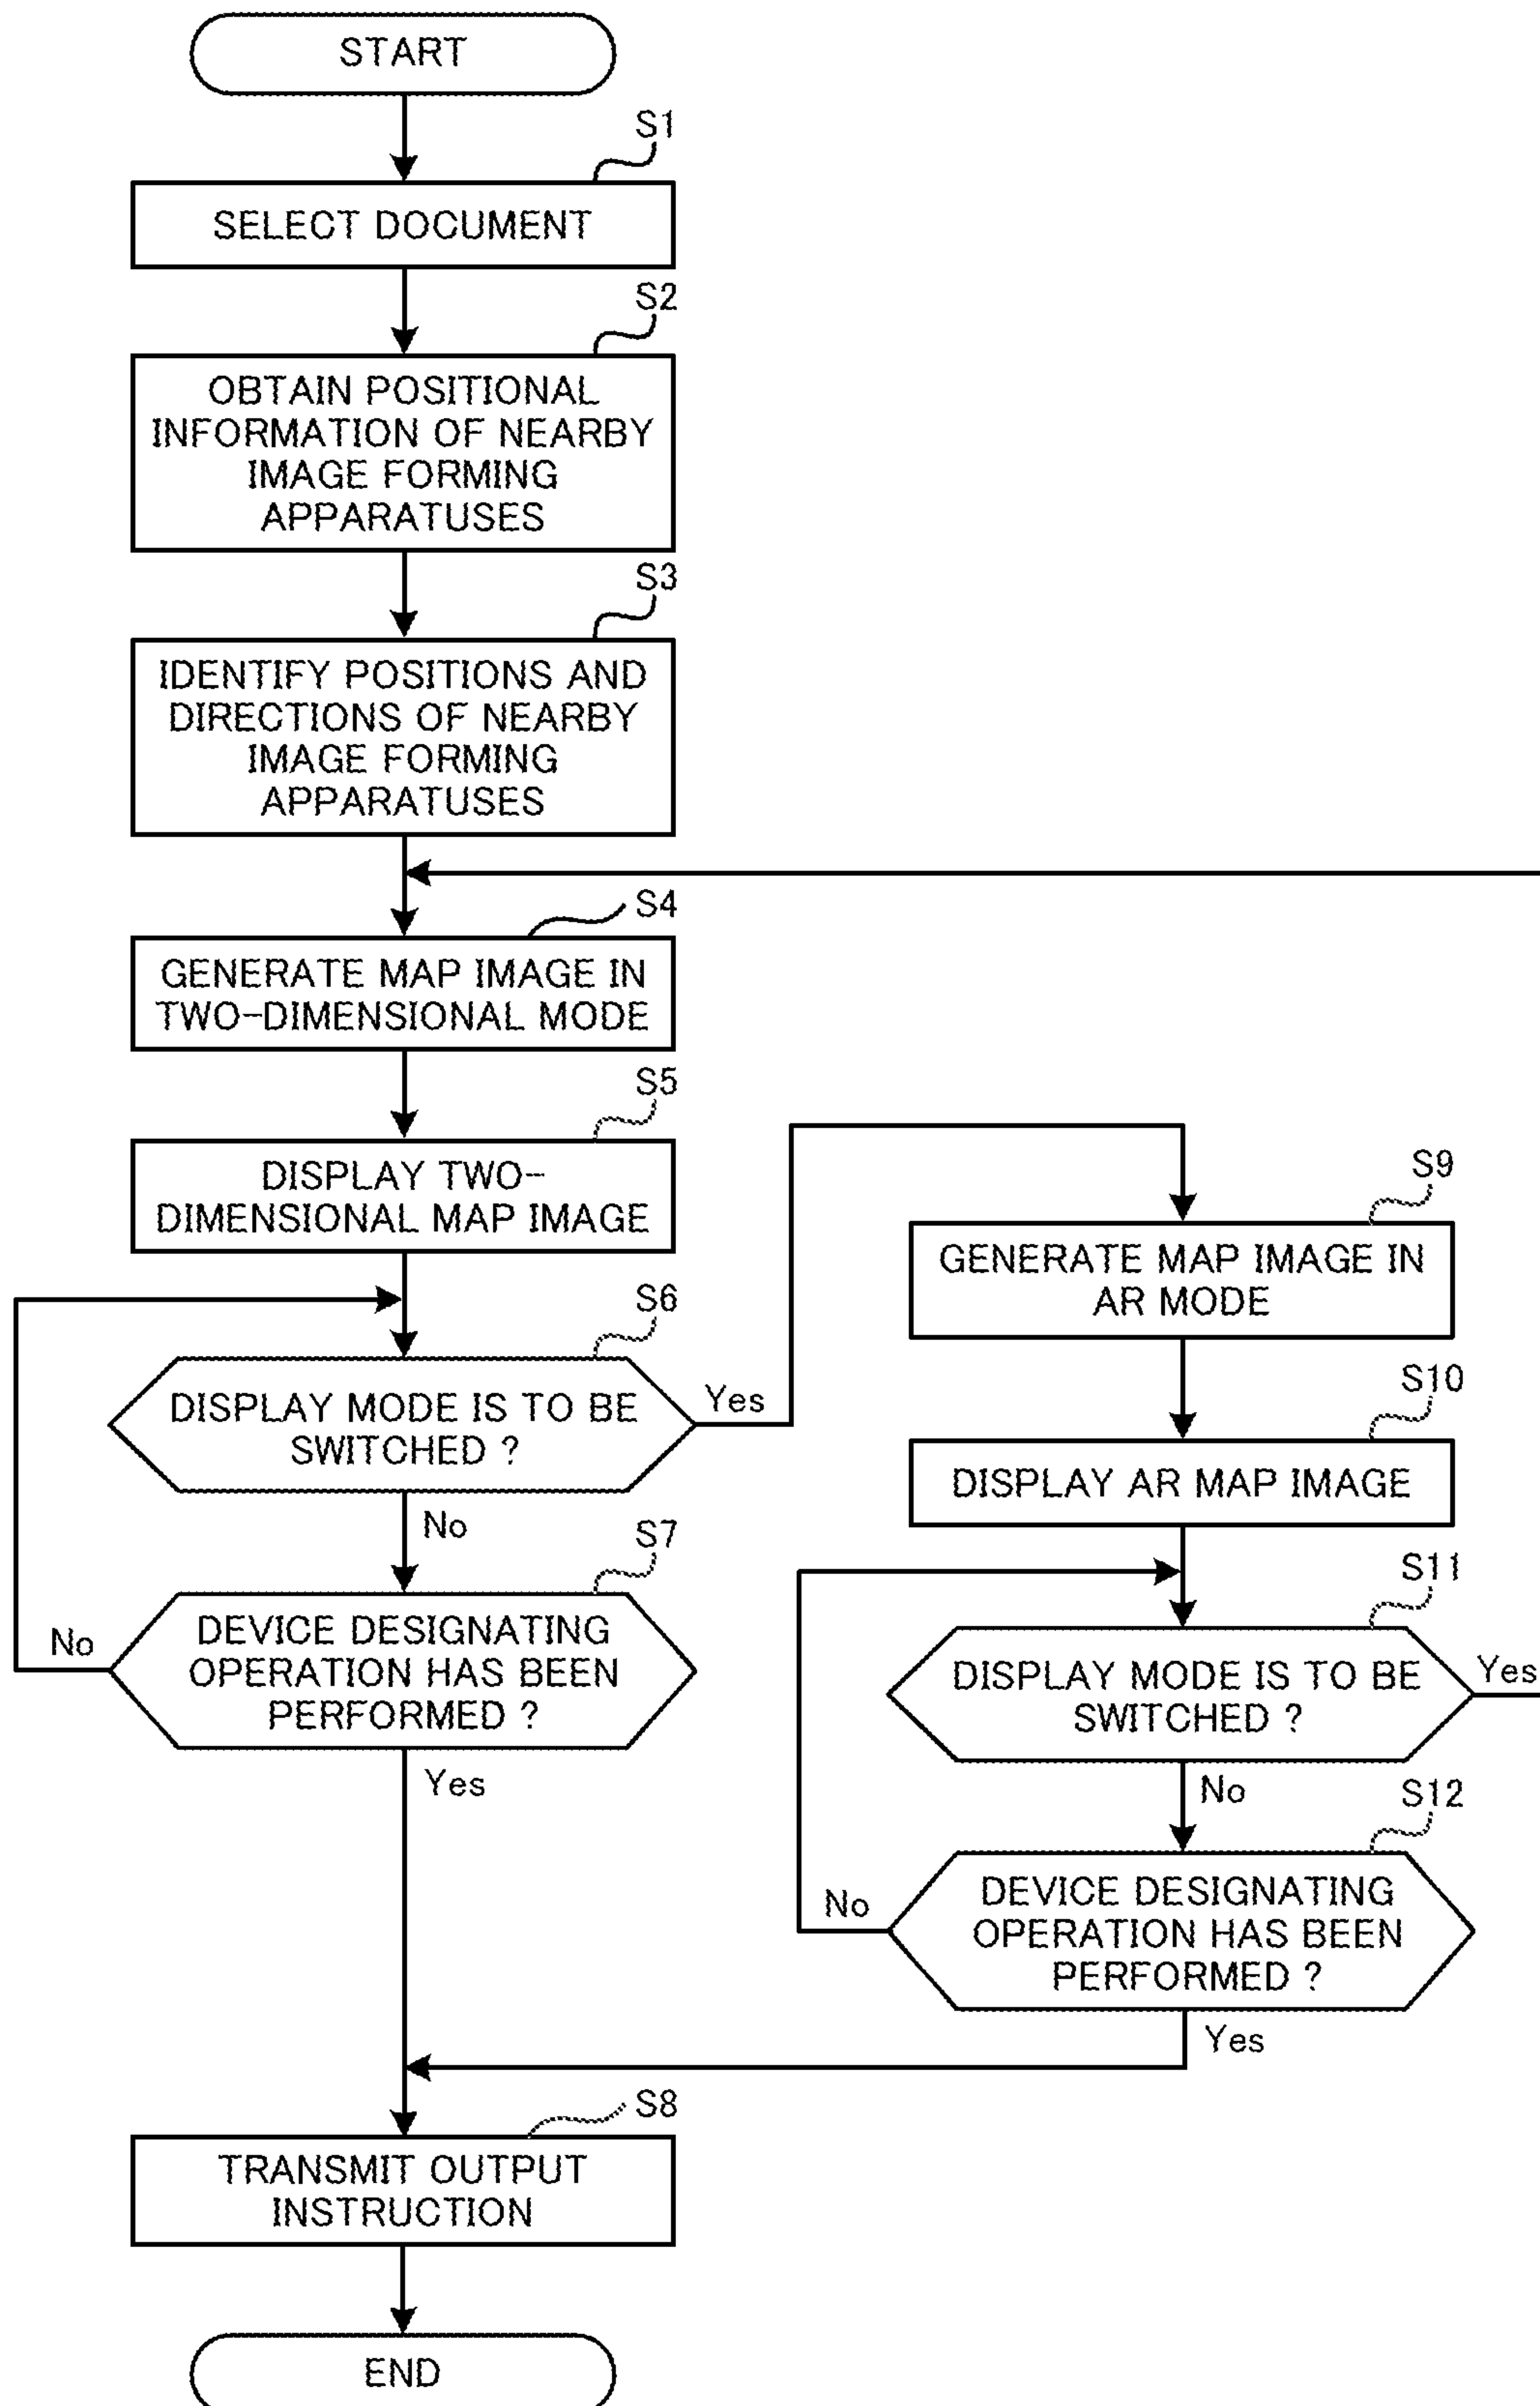 START
S1
SELECT DOCUMENT
S2
OBTAIN POSITIONAL
INFORMATION OF NEARBY
IMAGE FORMING
APPARATUSES
S3
IDENTIFY POSITIONS AND
DIRECTIONS OF NEARBY
IMAGE FORMING
APPARATUSES
S4
GENERATE MAP IMAGE IN
TWO-DIMENSIONAL MODE
S5
DISPLAY TWO-
DIMENSIONAL MAP IMAGE
S6
DISPLAY MODE IS TO BE
SWITCHED ?
Yes
No
S7
DEVICE DESIGNATING
OPERATION HAS BEEN
PERFORMED ?
No
Yes
S9
GENERATE MAP IMAGE IN
AR MODE
S10
DISPLAY AR MAP IMAGE
S11
DISPLAY MODE IS TO BE
SWITCHED ?
Yes
No
S12
DEVICE DESIGNATING
OPERATION HAS BEEN
PERFORMED ?
No
Yes
S8
TRANSMIT OUTPUT
INSTRUCTION
END